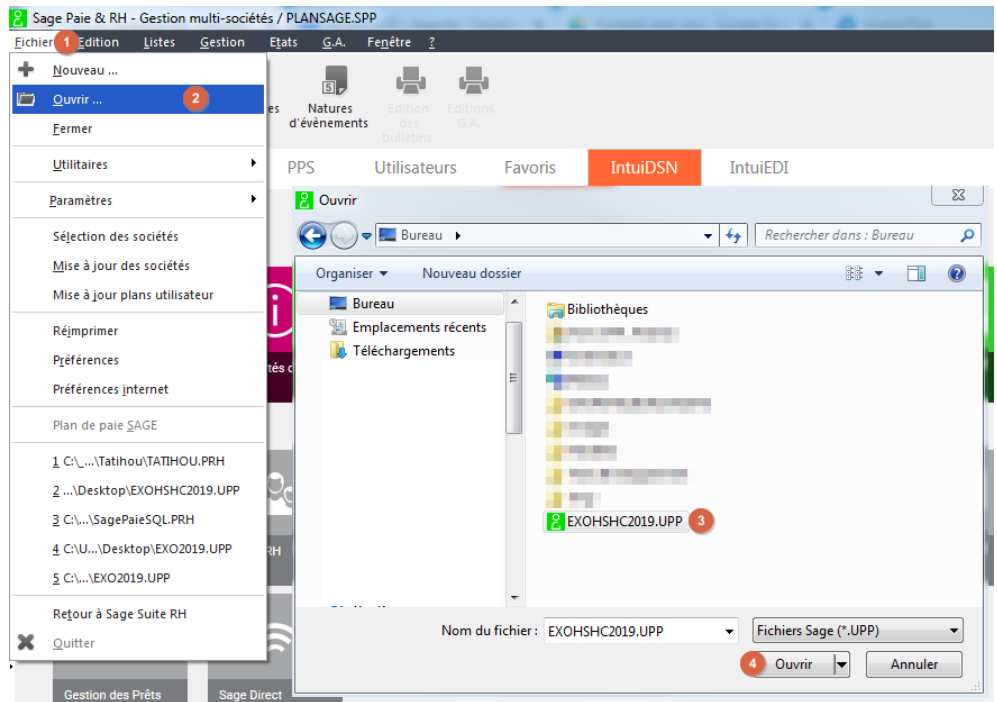 Sage Paie & RH - Gestion multi-sociétés / PLANSAGE.SPP
Fichier 1 Edition Listes Gestion Etats G.A. Fenêtre ?
Nouveau ...
Ouvrir ... 2
Fermer
Utilitaires
Paramètres
Sélection des sociétés
Mise à jour des sociétés
Mise à jour plans utilisateur
Réimprimer
Préférences
Préférences internet
Plan de paie SAGE
1 C:\_...\Tatihou\TATIHOU.PRH
2 ...\Desktop\EXOHSHC2019.UPP
3 C:\...\SagePaieSQL.PRH
4 C:\U...\Desktop\EXO2019.UPP
5 C:\...\EXO2019.UPP
Retour à Sage Suite RH
Quitter
es
Natures
d'évènements
5
Edition
des
bulletins
Editions
G.A.
PPS Utilisateurs Favoris IntuiDSN IntuiEDI
Ouvrir
Bureau
Rechercher dans : Bureau
Organiser Nouveau dossier
Bureau
Emplacements récents
Téléchargements
Bibliothèques
EXOHSHC2019.UPP 3
Nom du fichier : EXOHSHC2019.UPP Fichiers Sage (*.UPP)
4 Ouvrir Annuler
tés d
RH
Gestion des Prêts
Sage Direct